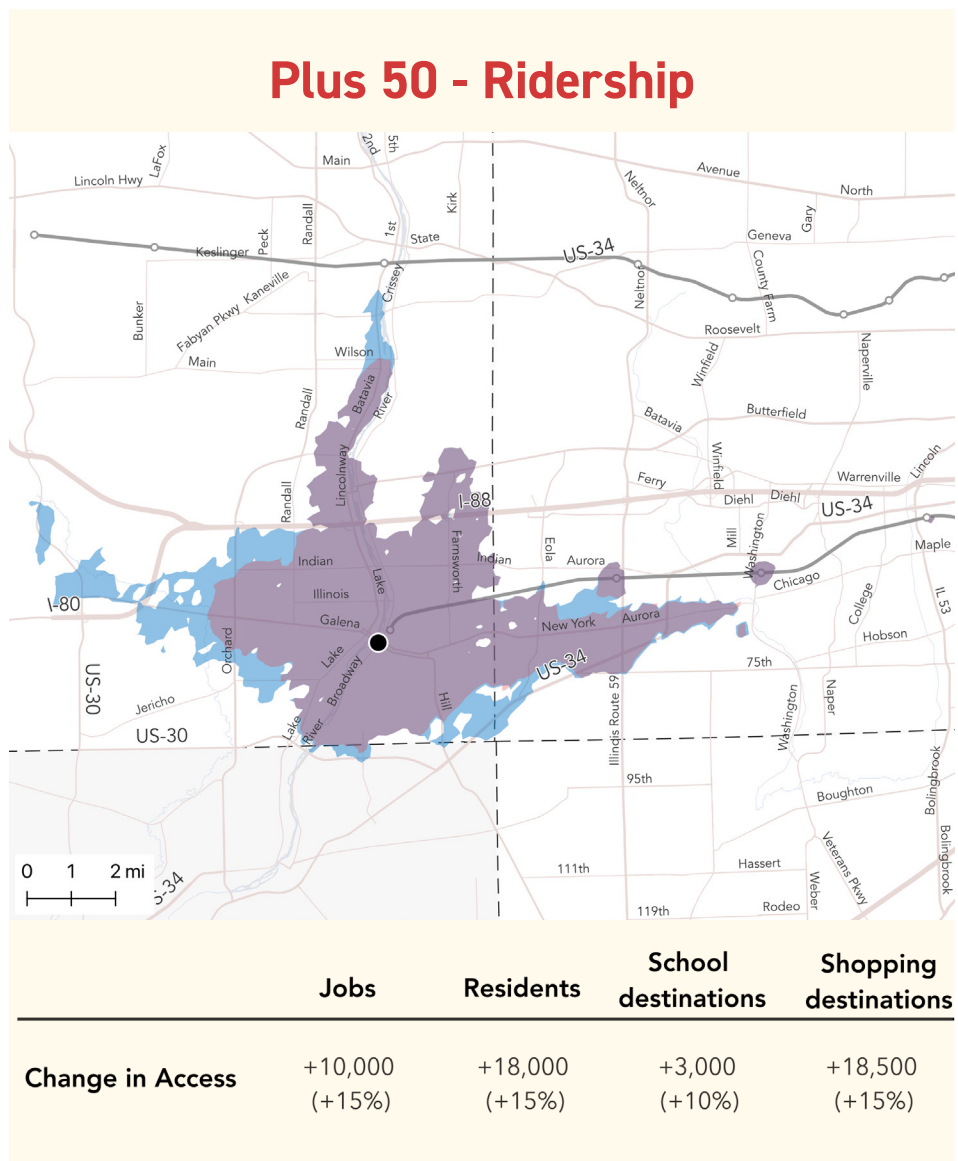 Plus 50 - Ridership
2nd
5th
Main
LaFox
Lincoln Hwy
Avenue
Neltnor
North
Kirk
Randall
Peck
1st
State
Gary
Geneva
US-34
Keslinger
Neltnor
County Farm
Crissey
Kaneville
Fabyan Pkwy
Bunker
Roosevelt
Wilson
Main
Winfield
Naperville
Batavia
River
Randall
Batavia
Butterfield
Winfield
Lincoln
Lincolnway
Ferry
Warrenville
Randall
I-88
Diehl
Diehl
US-34
Mill
Washington
Eola
Farnsworth
Indian
Indian
Aurora
Maple
Lake
Chicago
Illinois
College
IL 53
I-80
Galena
New York
Aurora
Hobson
Orchard
Lake
Broadway
US-34
75th
US-30
Hill
Illinois Route 59
Washington
Naper
Jericho
Lake
River
US-30
95th
Boughton
Bolingbrook
Bolingbrook
Veterans Pkwy
111th
Hassert
Weber
0 1 2 mi
S-34
119th
Rodeo
Jobs
Residents
School
destinations
Shopping
destinations
Change in Access
+10,000
(+15%)
+18,000
(+15%)
+3,000
(+10%)
+18,500
(+15%)